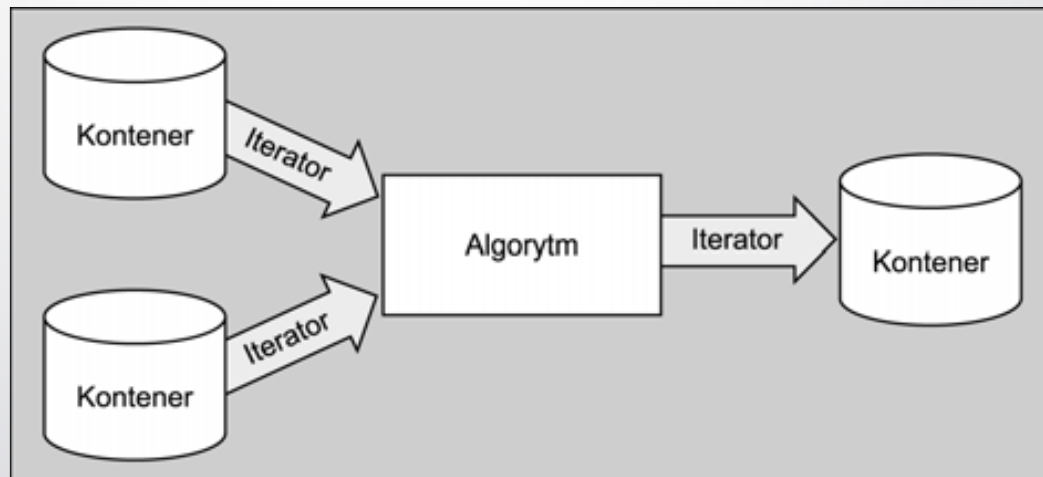 Kontener
Iterator
Algorytm
Iterator
Kontener
Iterator
Kontener